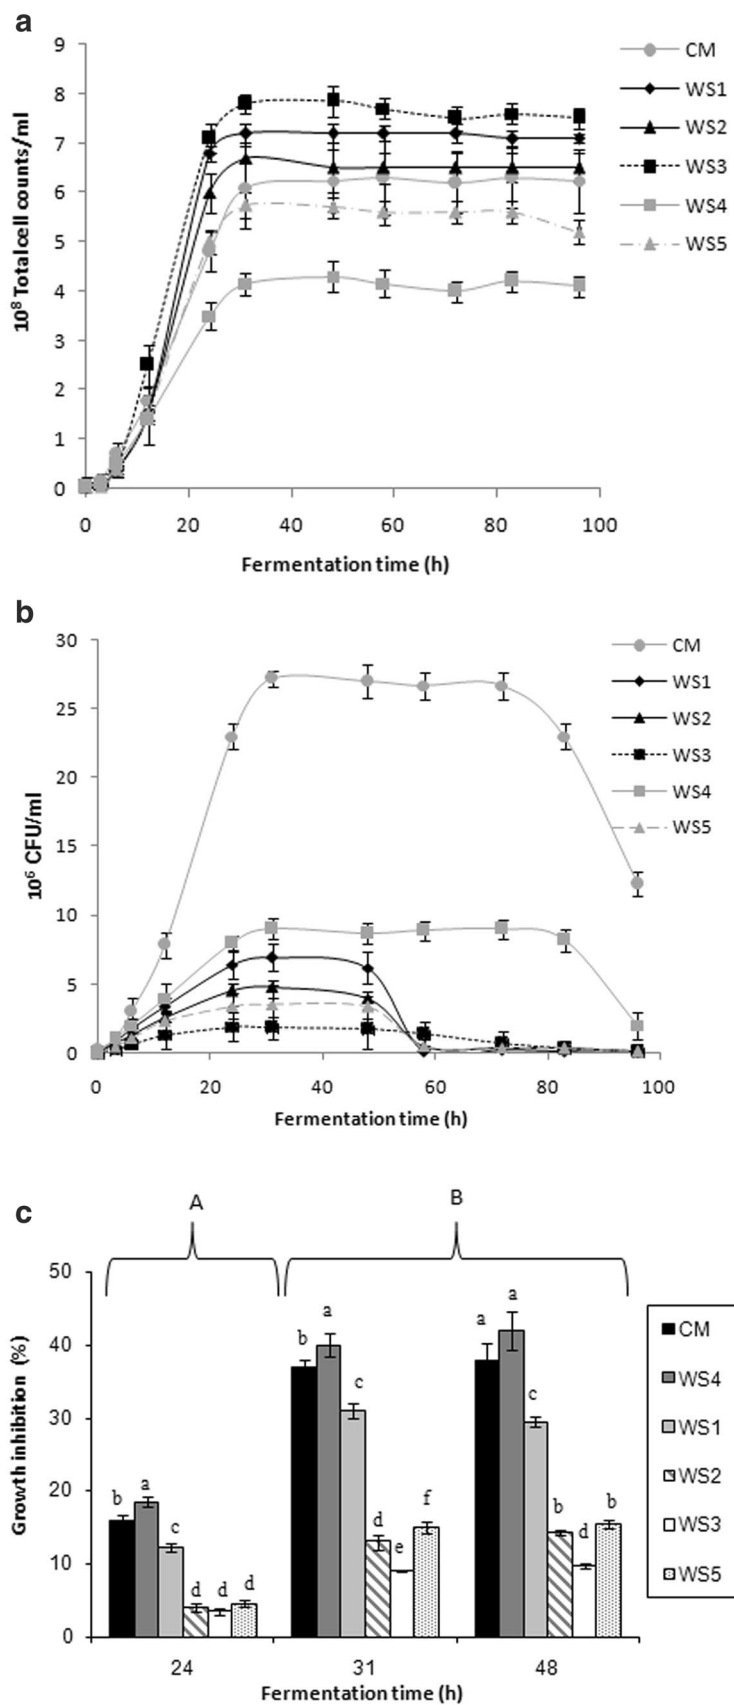 a
9
8
7
6
5
4
3
2
1
0
10⁸ Total cell counts/ml
0 20 40 60 80 100
Fermentation time (h)
CM
WS1
WS2
WS3
WS4
WS5
b
30
25
20
15
10
5
0
10⁶ CFU/ml
0 20 40 60 80 100
Fermentation time (h)
CM
WS1
WS2
WS3
WS4
WS5
c
A B
50
40
30
20
10
0
Growth inhibition (%)
b a c d d d
b a c d e f
a a c b d b
24 31 48
Fermentation time (h)
CM
WS4
WS1
WS2
WS3
WS5